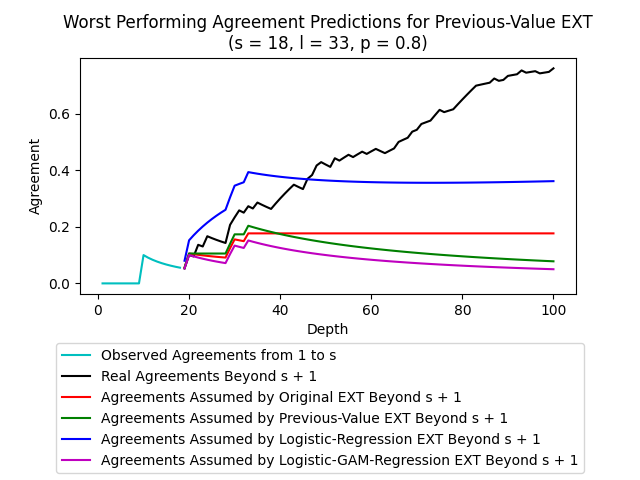 Worst Performing Agreement Predictions for Previous-Value EXT
(s = 18, l = 33, p = 0.8)
Agreement
0.6
0.4
0.2
0.0
0 20 40 60 80 100
Depth
Observed Agreements from 1 to s
Real Agreements Beyond s + 1
Agreements Assumed by Original EXT Beyond s + 1
Agreements Assumed by Previous-Value EXT Beyond s + 1
Agreements Assumed by Logistic-Regression EXT Beyond s + 1
Agreements Assumed by Logistic-GAM-Regression EXT Beyond s + 1